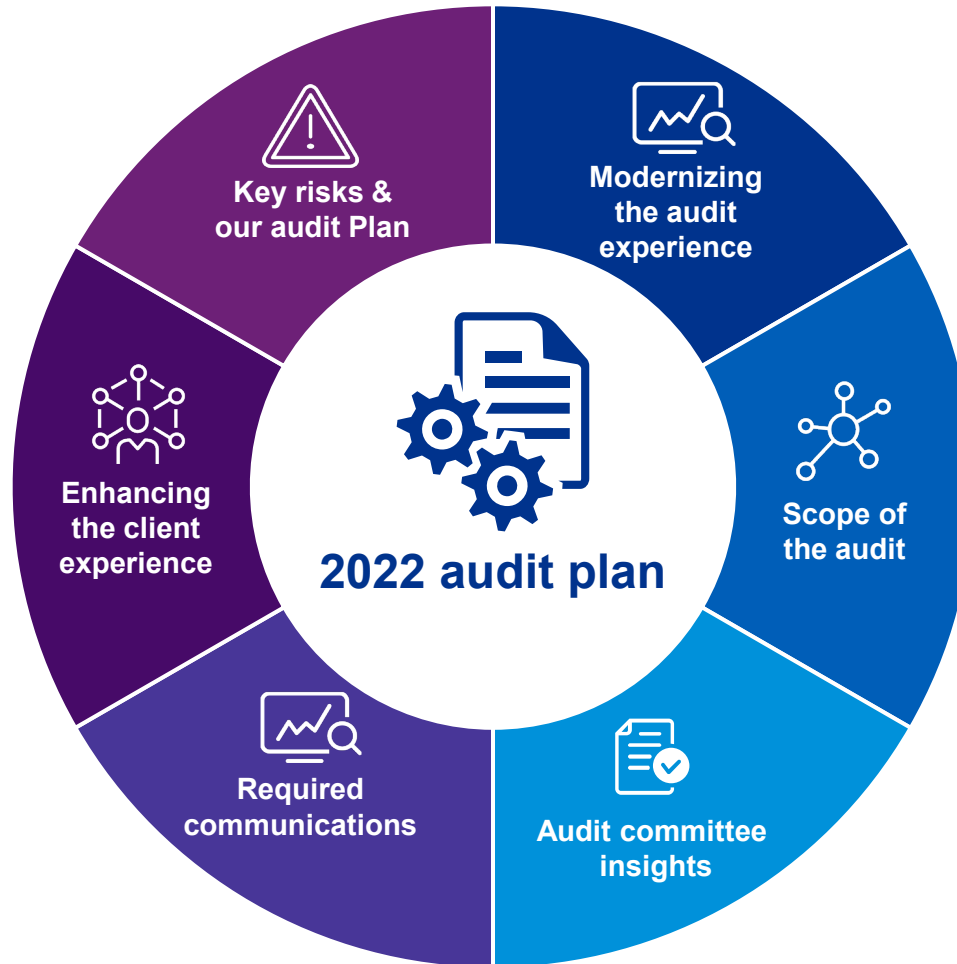 Key risks &
our audit Plan
Modernizing
the audit
experience
Enhancing
the client
experience
2022 audit plan
Scope of
the audit
Required
communications
Audit committee
insights